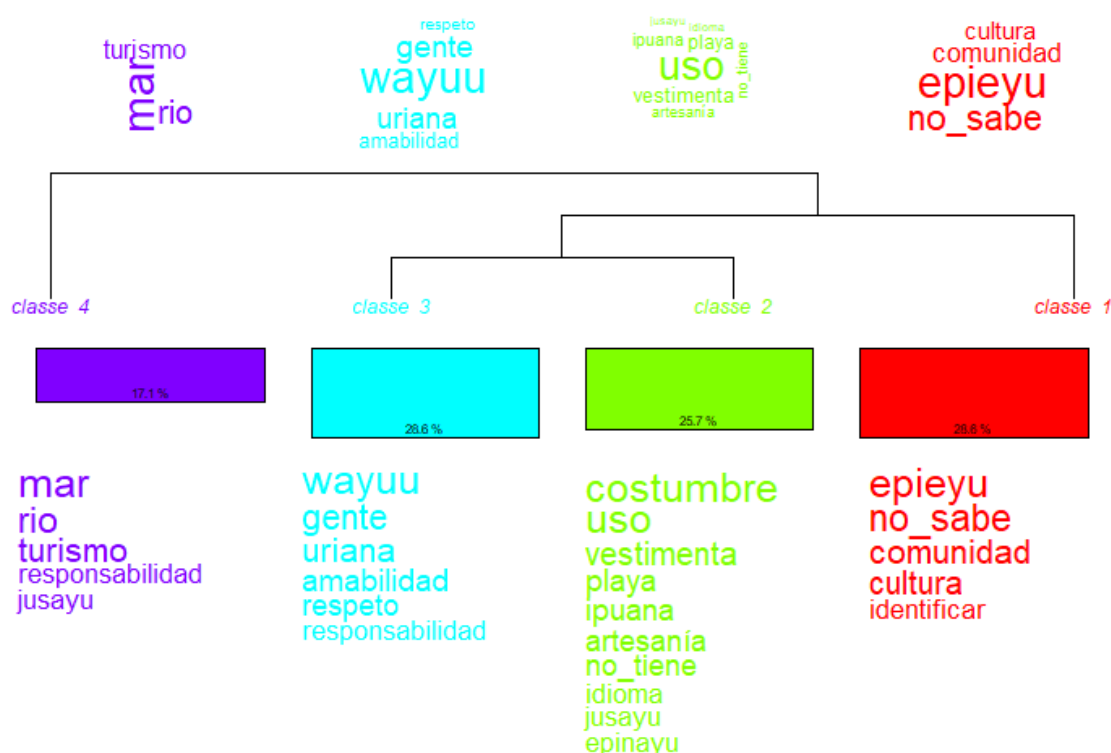 turismo
mar
rio
respeto
gente
wayuu
uriana
amabilidad
jusayu
idioma
ipuana
playa
uso
no_tiene
vestimenta
artesanía
cultura
comunidad
epieyu
no_sabe
classe 4
classe 3
classe 2
classe 1
17.1 %
28.6 %
25.7 %
28.6 %
mar
rio
turismo
responsabilidad
jusayu
wayuu
gente
uriana
amabilidad
respeto
responsabilidad
costumbre
uso
vestimenta
playa
ipuana
artesanía
no_tiene
idioma
jusayu
epinayu
epieyu
no_sabe
comunidad
cultura
identificar